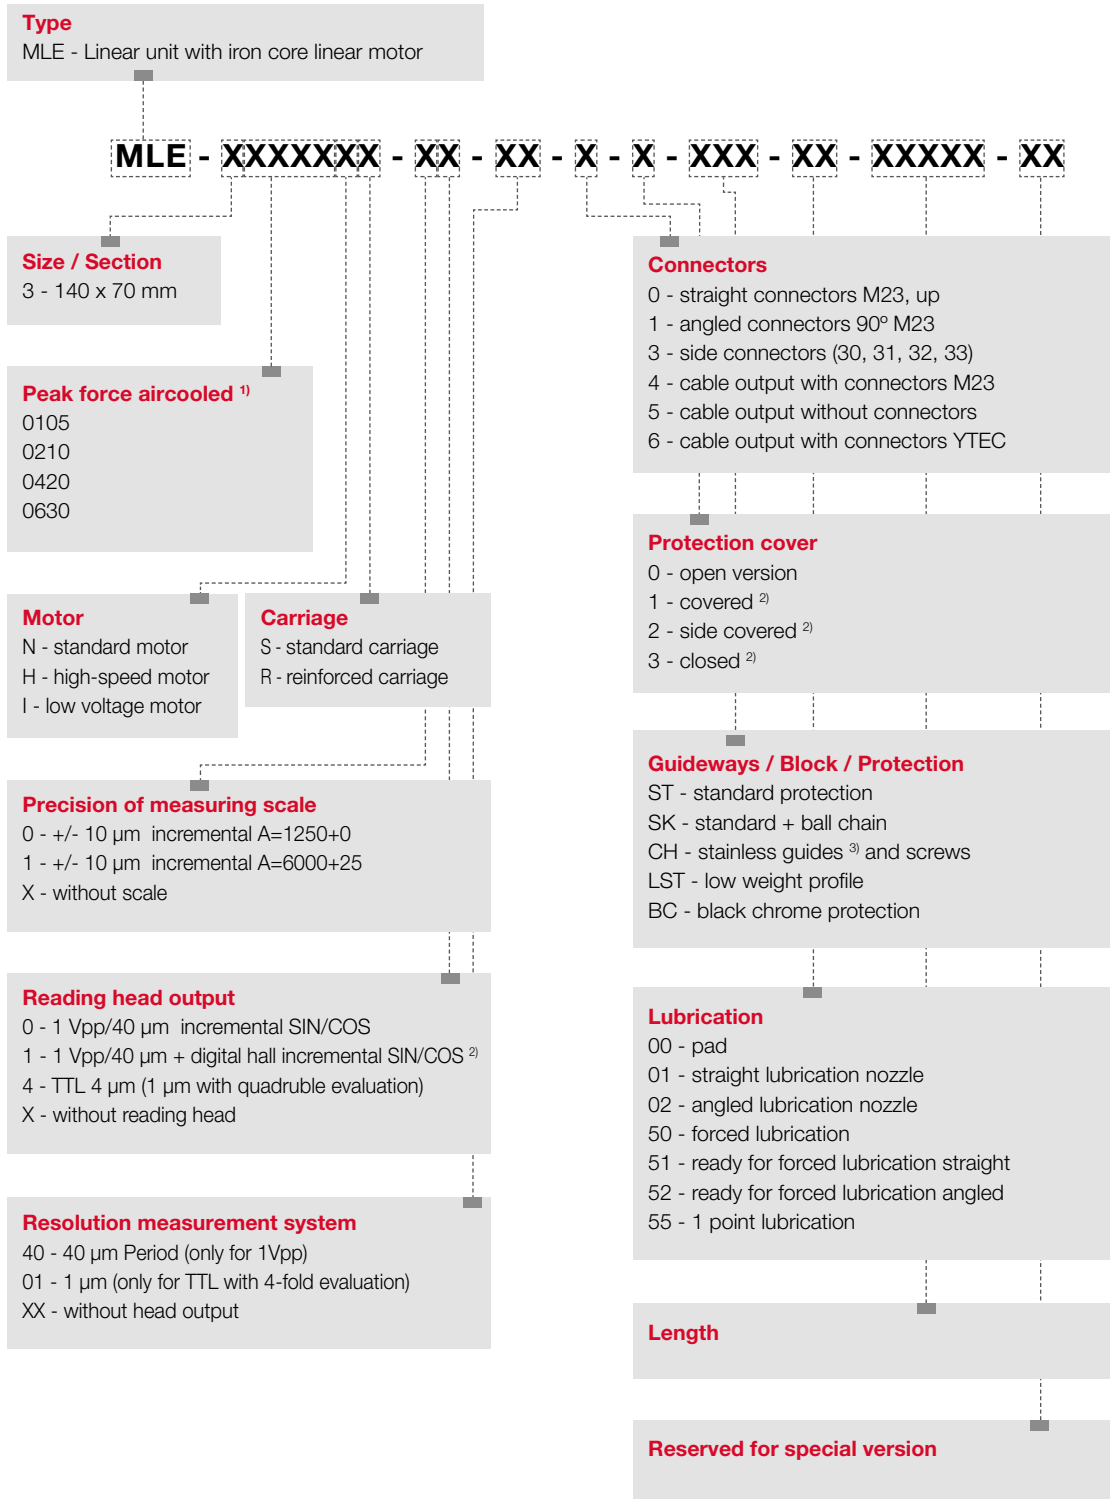 Type
MLE - Linear unit with iron core linear motor
MLE - XXXXXXX - XX - XX - X - X - XXX - XX - XXXXX - XX
Size / Section
3 - 140 x 70 mm
Peak force aircooled 1)
0105
0210
0420
0630
Motor
N - standard motor
H - high-speed motor
I - low voltage motor
Carriage
S - standard carriage
R - reinforced carriage
Precision of measuring scale
0 - +/- 10 µm incremental A=1250+0
1 - +/- 10 µm incremental A=6000+25
X - without scale
Reading head output
0 - 1 Vpp/40 µm incremental SIN/COS
1 - 1 Vpp/40 µm + digital hall incremental SIN/COS 2)
4 - TTL 4 µm (1 µm with quadruble evaluation)
X - without reading head
Resolution measurement system
40 - 40 µm Period (only for 1Vpp)
01 - 1 µm (only for TTL with 4-fold evaluation)
XX - without head output
Connectors
0 - straight connectors M23, up
1 - angled connectors 90º M23
3 - side connectors (30, 31, 32, 33)
4 - cable output with connectors M23
5 - cable output without connectors
6 - cable output with connectors YTEC
Protection cover
0 - open version
1 - covered 2)
2 - side covered 2)
3 - closed 2)
Guideways / Block / Protection
ST - standard protection
SK - standard + ball chain
CH - stainless guides 3) and screws
LST - low weight profile
BC - black chrome protection
Lubrication
00 - pad
01 - straight lubrication nozzle
02 - angled lubrication nozzle
50 - forced lubrication
51 - ready for forced lubrication straight
52 - ready for forced lubrication angled
55 - 1 point lubrication
Length
Reserved for special version